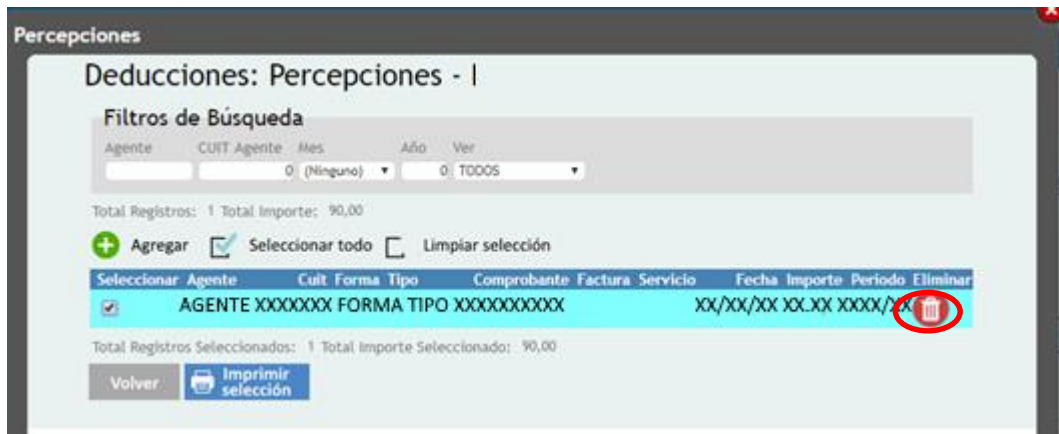 Percepciones
Deducciones: Percepciones - I
Filtros de Búsqueda
Agente CUIT Agente Mes Año Ver
0 (Ninguno) 0 TODOS
Total Registros: 1 Total Importe: 90,00
Agregar Seleccionar todo Limpiar selección
Seleccionar Agente Cuit Forma Tipo Comprobante Factura Servicio Fecha Importe Periodo Eliminar
AGENTE XXXXXXX FORMA TIPO XXXXXXXXXX XX/XX/XX XX.XX XXXX/XX
Total Registros Seleccionados: 1 Total Importe Seleccionado: 90,00
Volver Imprimir
selección